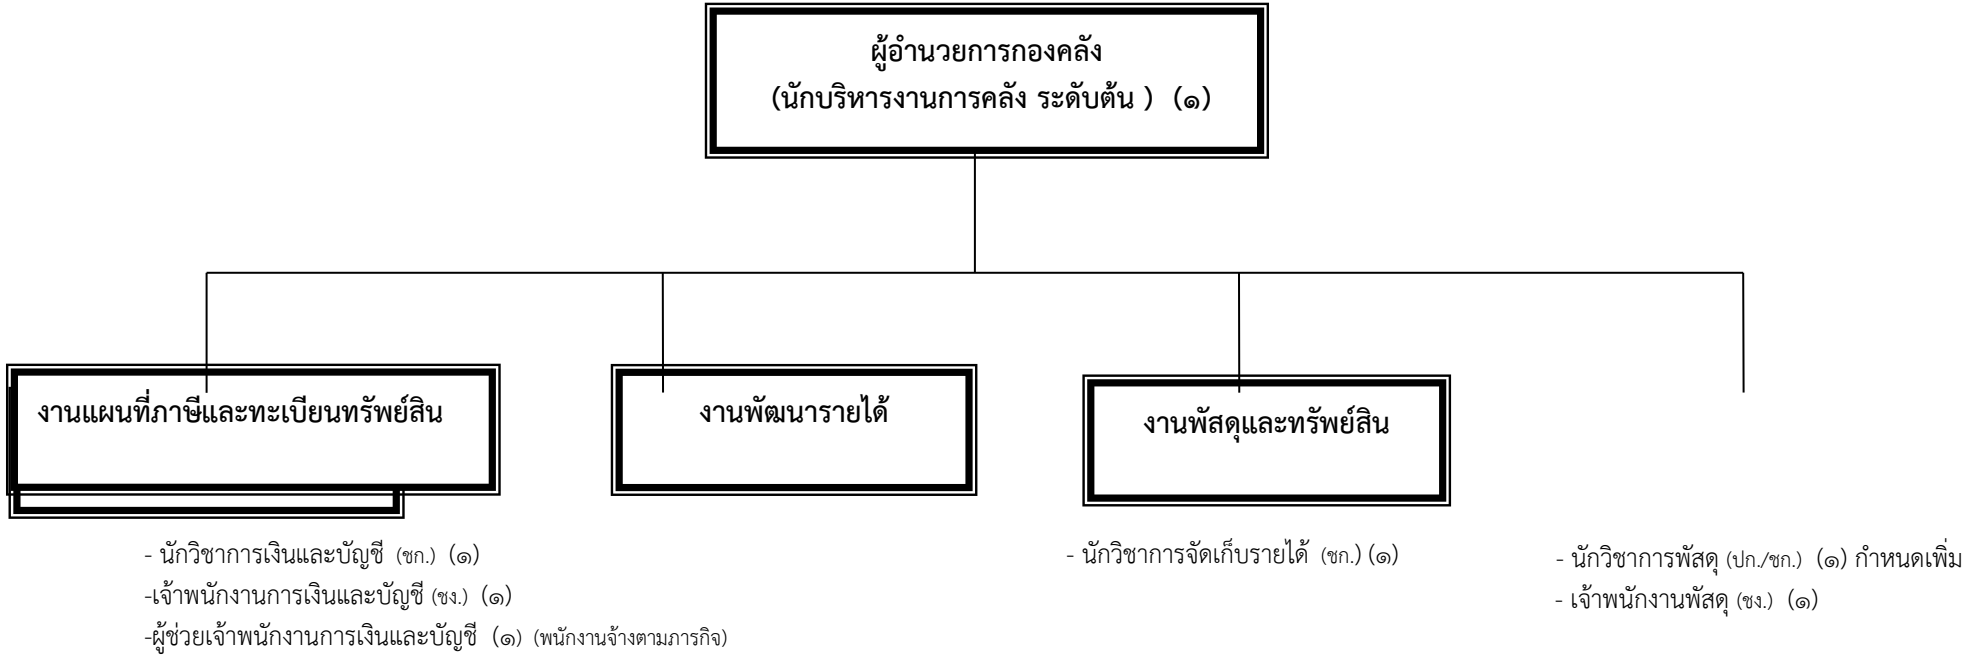 ผู้อำนวยการกองคลัง
(นักบริหารงานการคลัง ระดับต้น ) (๑)
งานแผนที่ภาษีและทะเบียนทรัพย์สิน
งานพัฒนารายได้
งานพัสดุและทรัพย์สิน
- นักวิชาการเงินและบัญชี (ชก.) (๑)
-เจ้าพนักงานการเงินและบัญชี (ชง.) (๑)
-ผู้ช่วยเจ้าพนักงานการเงินและบัญชี (๑) (พนักงานจ้างตามภารกิจ)
- นักวิชาการจัดเก็บรายได้ (ชก.) (๑)
- นักวิชาการพัสดุ (ปก./ชก.) (๑) กำหนดเพิ่ม
- เจ้าพนักงานพัสดุ (ชง.) (๑)